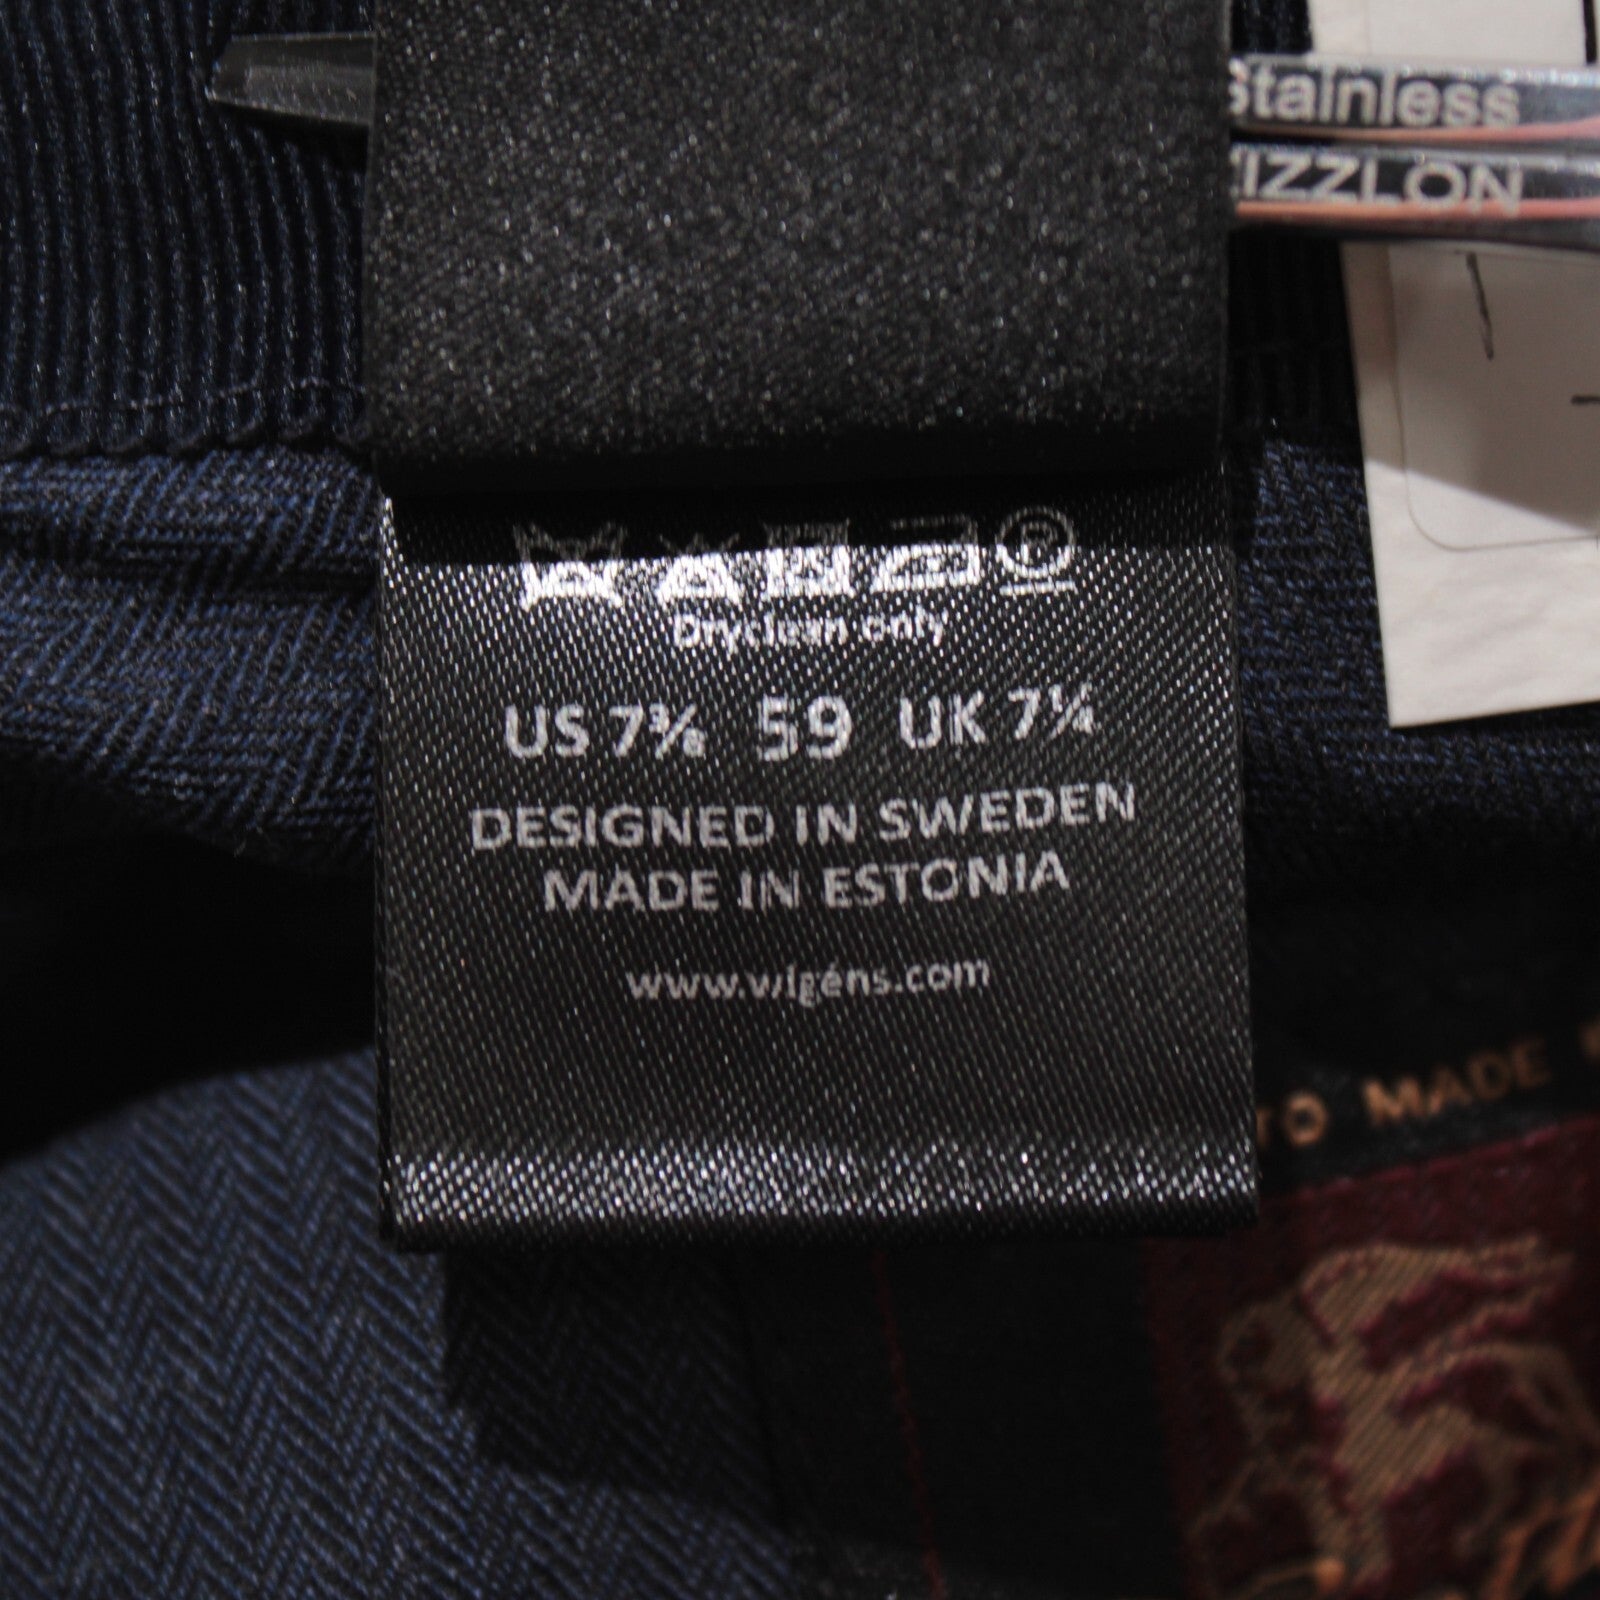 Stainless
IZZLON
Dryclean only
US 7⅜ 59 UK 7¼
DESIGNED IN SWEDEN
MADE IN ESTONIA
www.wigéns.com
TO MADE